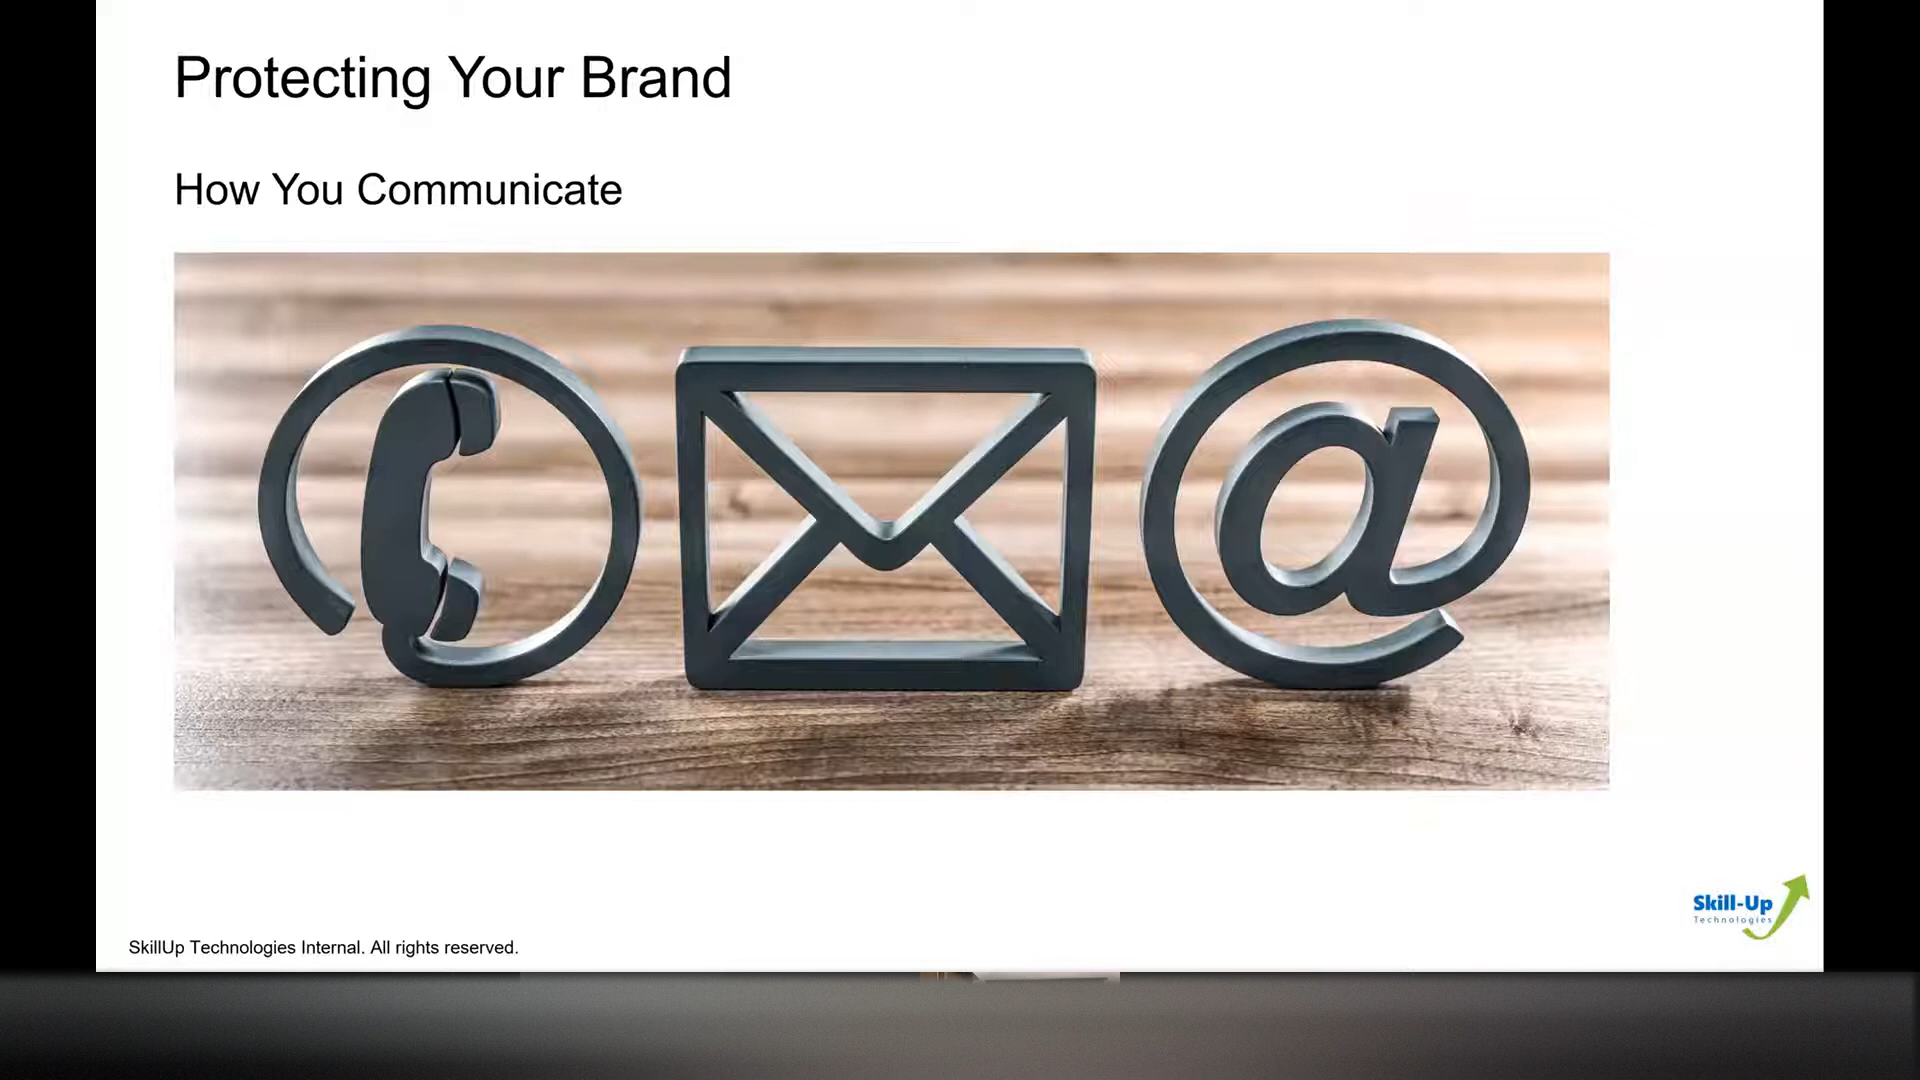 Protecting Your Brand
How You Communicate
@
Skill-Up
Technologies
SkillUp Technologies Internal. All rights reserved.